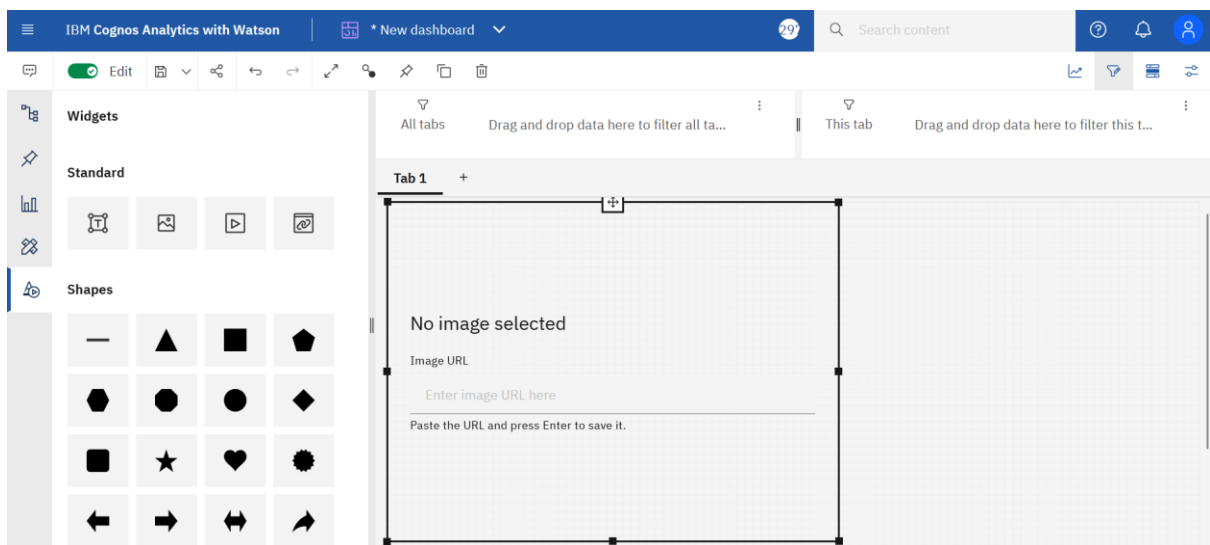 IBM Cognos Analytics with Watson
* New dashboard
297
Search content
Edit
Widgets
Standard
Shapes
All tabs
Drag and drop data here to filter all ta...
This tab
Drag and drop data here to filter this t...
Tab 1
+
No image selected
Image URL
Enter image URL here
Paste the URL and press Enter to save it.